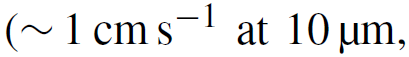 (∼ 1 cm s⁻¹ at 10 μm,